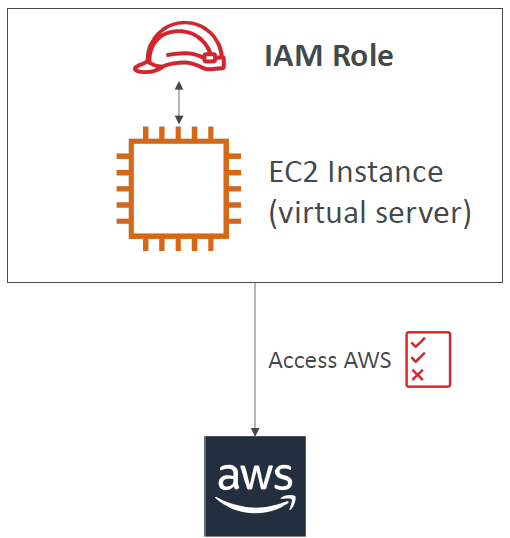 IAM Role
EC2 Instance
(virtual server)
Access AWS
aws